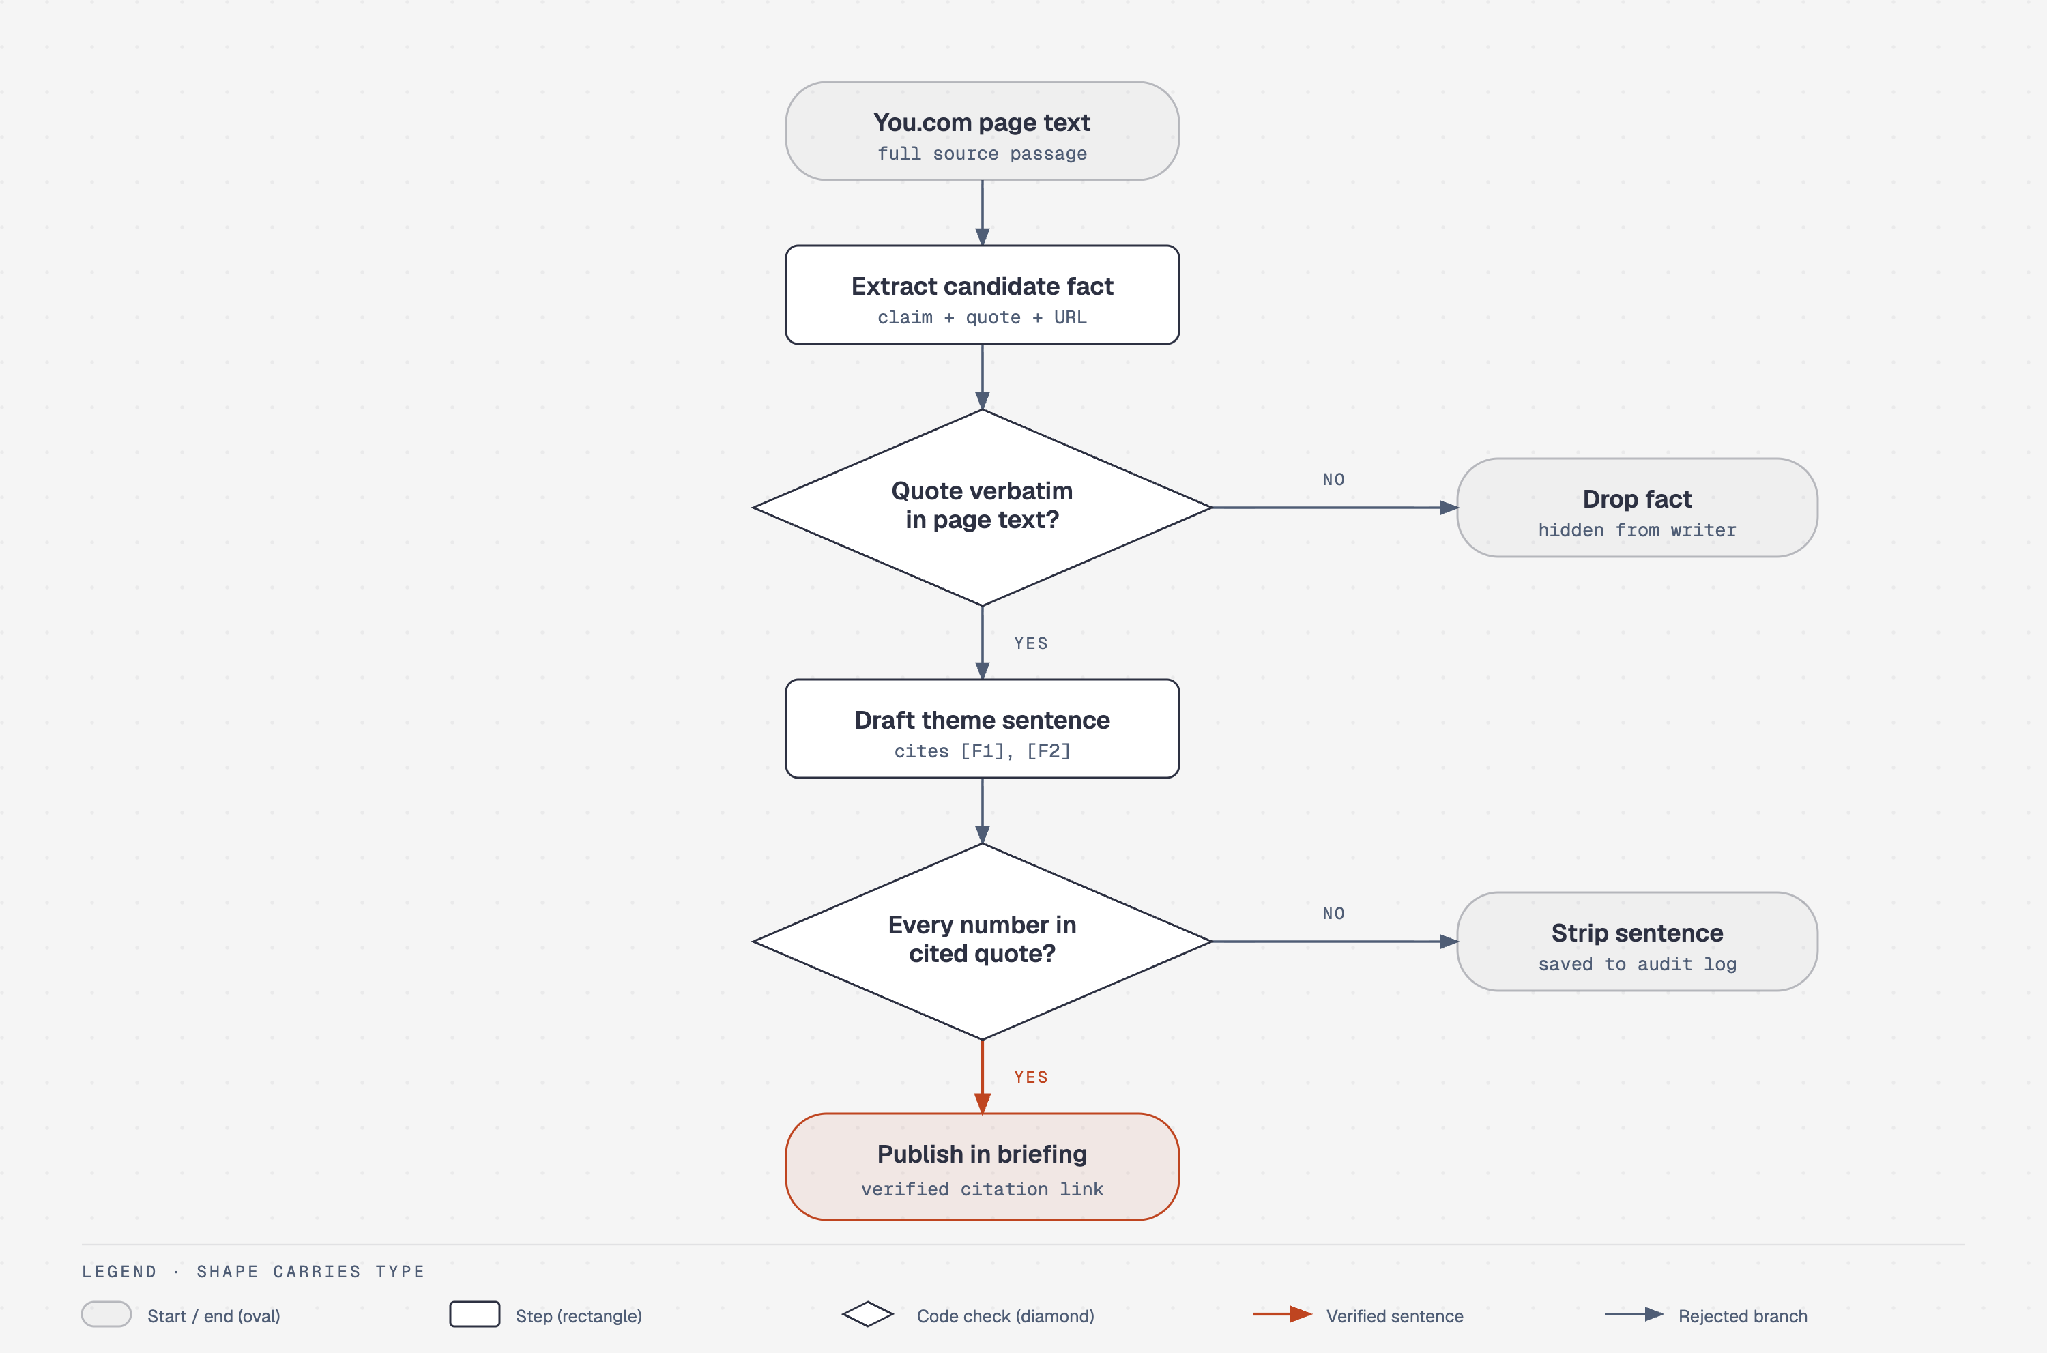 You.com page text
full source passage
Extract candidate fact
claim + quote + URL
Quote verbatim
in page text?
NO
Drop fact
hidden from writer
YES
Draft theme sentence
cites [F1], [F2]
Every number in
cited quote?
NO
Strip sentence
saved to audit log
YES
Publish in briefing
verified citation link
LEGEND · SHAPE CARRIES TYPE
Start / end (oval)
Step (rectangle)
Code check (diamond)
Verified sentence
Rejected branch